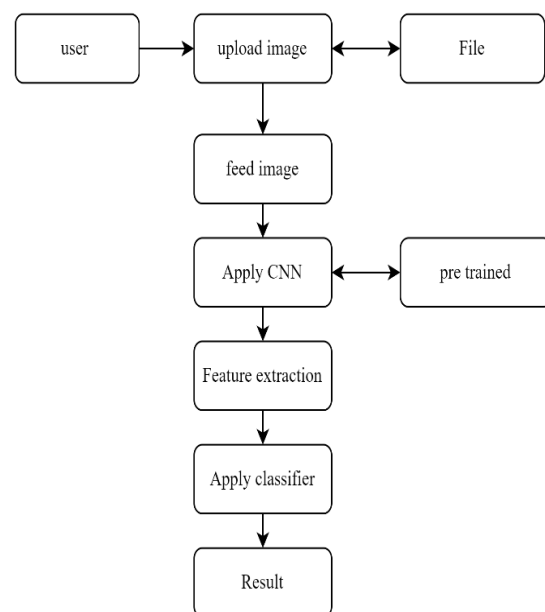 user
upload image
File
feed image
Apply CNN
pre trained
Feature extraction
Apply classifier
Result